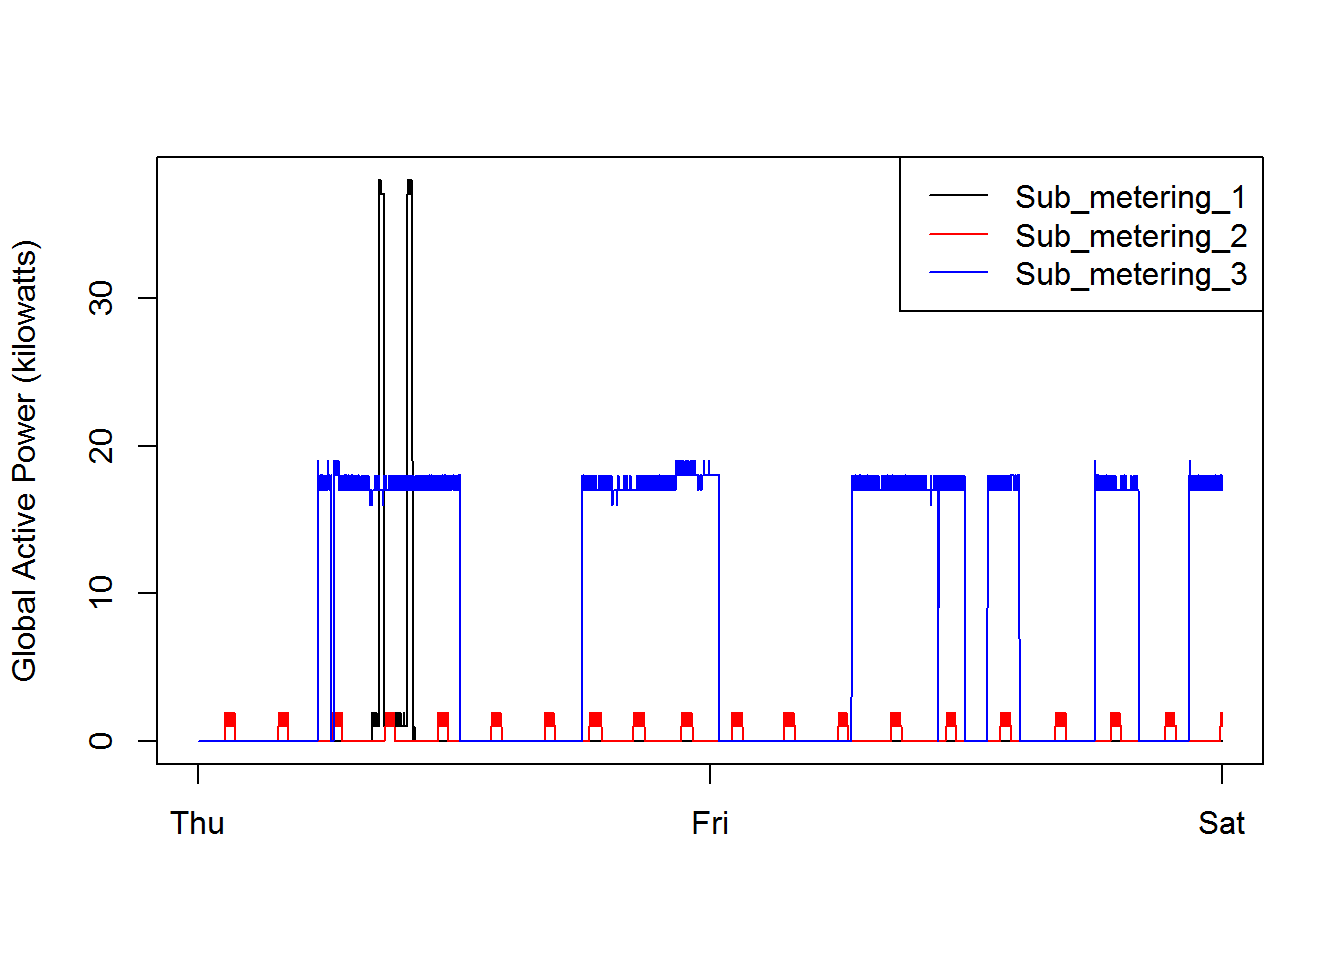 Sub_metering_1
Sub_metering_2
Sub_metering_3
Global Active Power (kilowatts)
30
20
10
0
Thu Fri Sat